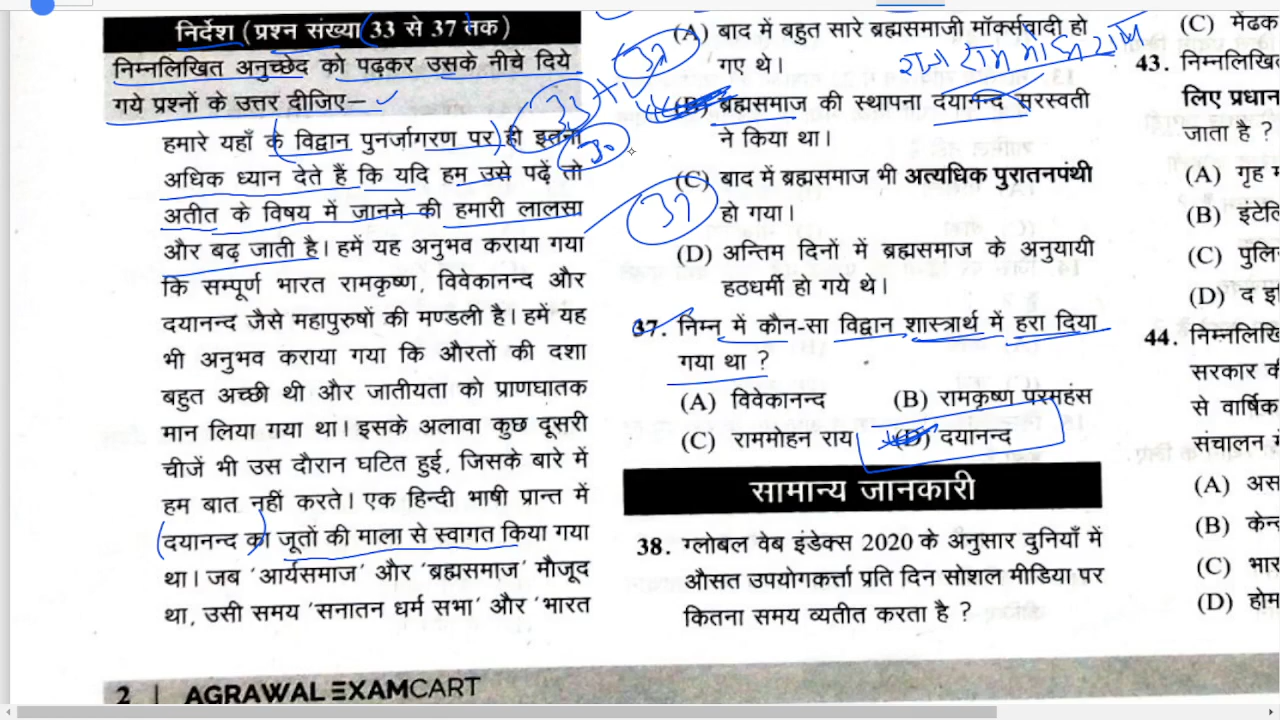 निर्देश (प्रश्न संख्या 33 से 37 तक)
निम्नलिखित अनुच्छेद को पढ़कर उसके नीचे दिये
गये प्रश्नों के उत्तर दीजिए–
हमारे यहाँ के विद्वान पुनर्जागरण पर ही इतना
अधिक ध्यान देते हैं कि यदि हम उसे पढ़ें तो
अतीत के विषय में जानने की हमारी लालसा
और बढ़ जाती है। हमें यह अनुभव कराया गया
कि सम्पूर्ण भारत रामकृष्ण, विवेकानन्द और
दयानन्द जैसे महापुरुषों की मण्डली है। हमें यह
भी अनुभव कराया गया कि औरतों की दशा
बहुत अच्छी थी और जातीयता को प्राणघातक
मान लिया गया था। इसके अलावा कुछ दूसरी
चीजें भी उस दौरान घटित हुई, जिसके बारे में
हम बात नहीं करते। एक हिन्दी भाषी प्रान्त में
दयानन्द का जूतों की माला से स्वागत किया गया
था। जब 'आर्यसमाज' और 'ब्रह्मसमाज' मौजूद
था, उसी समय 'सनातन धर्म सभा' और 'भारत
2 | AGRAWAL EXAMCART
(A) बाद में बहुत सारे ब्रह्मसमाजी मॉर्क्सवादी हो
गए थे।
राजा राम मोहन राय
(B) ब्रह्मसमाज की स्थापना दयानन्द सरस्वती
ने किया था।
(C) बाद में ब्रह्मसमाज भी अत्यधिक पुरातनपंथी
हो गया।
(D) अन्तिम दिनों में ब्रह्मसमाज के अनुयायी
हठधर्मी हो गये थे।
37. निम्न में कौन-सा विद्वान शास्त्रार्थ में हरा दिया
गया था ?
(A) विवेकानन्द (B) रामकृष्ण परमहंस
(C) राममोहन राय (D) दयानन्द
सामान्य जानकारी
38. ग्लोबल वेब इंडेक्स 2020 के अनुसार दुनियाँ में
औसत उपयोगकर्त्ता प्रति दिन सोशल मीडिया पर
कितना समय व्यतीत करता है ?
(C) मेंढक
43. निम्नलिखि
लिए प्रधान
जाता है ?
(A) गृह म
(B) इंटेलि
(C) पुलि
(D) द इ
44. निम्नलिखि
सरकार क
से वार्षिक
संचालन में
(A) अस
(B) केन्
(C) भार
(D) होम